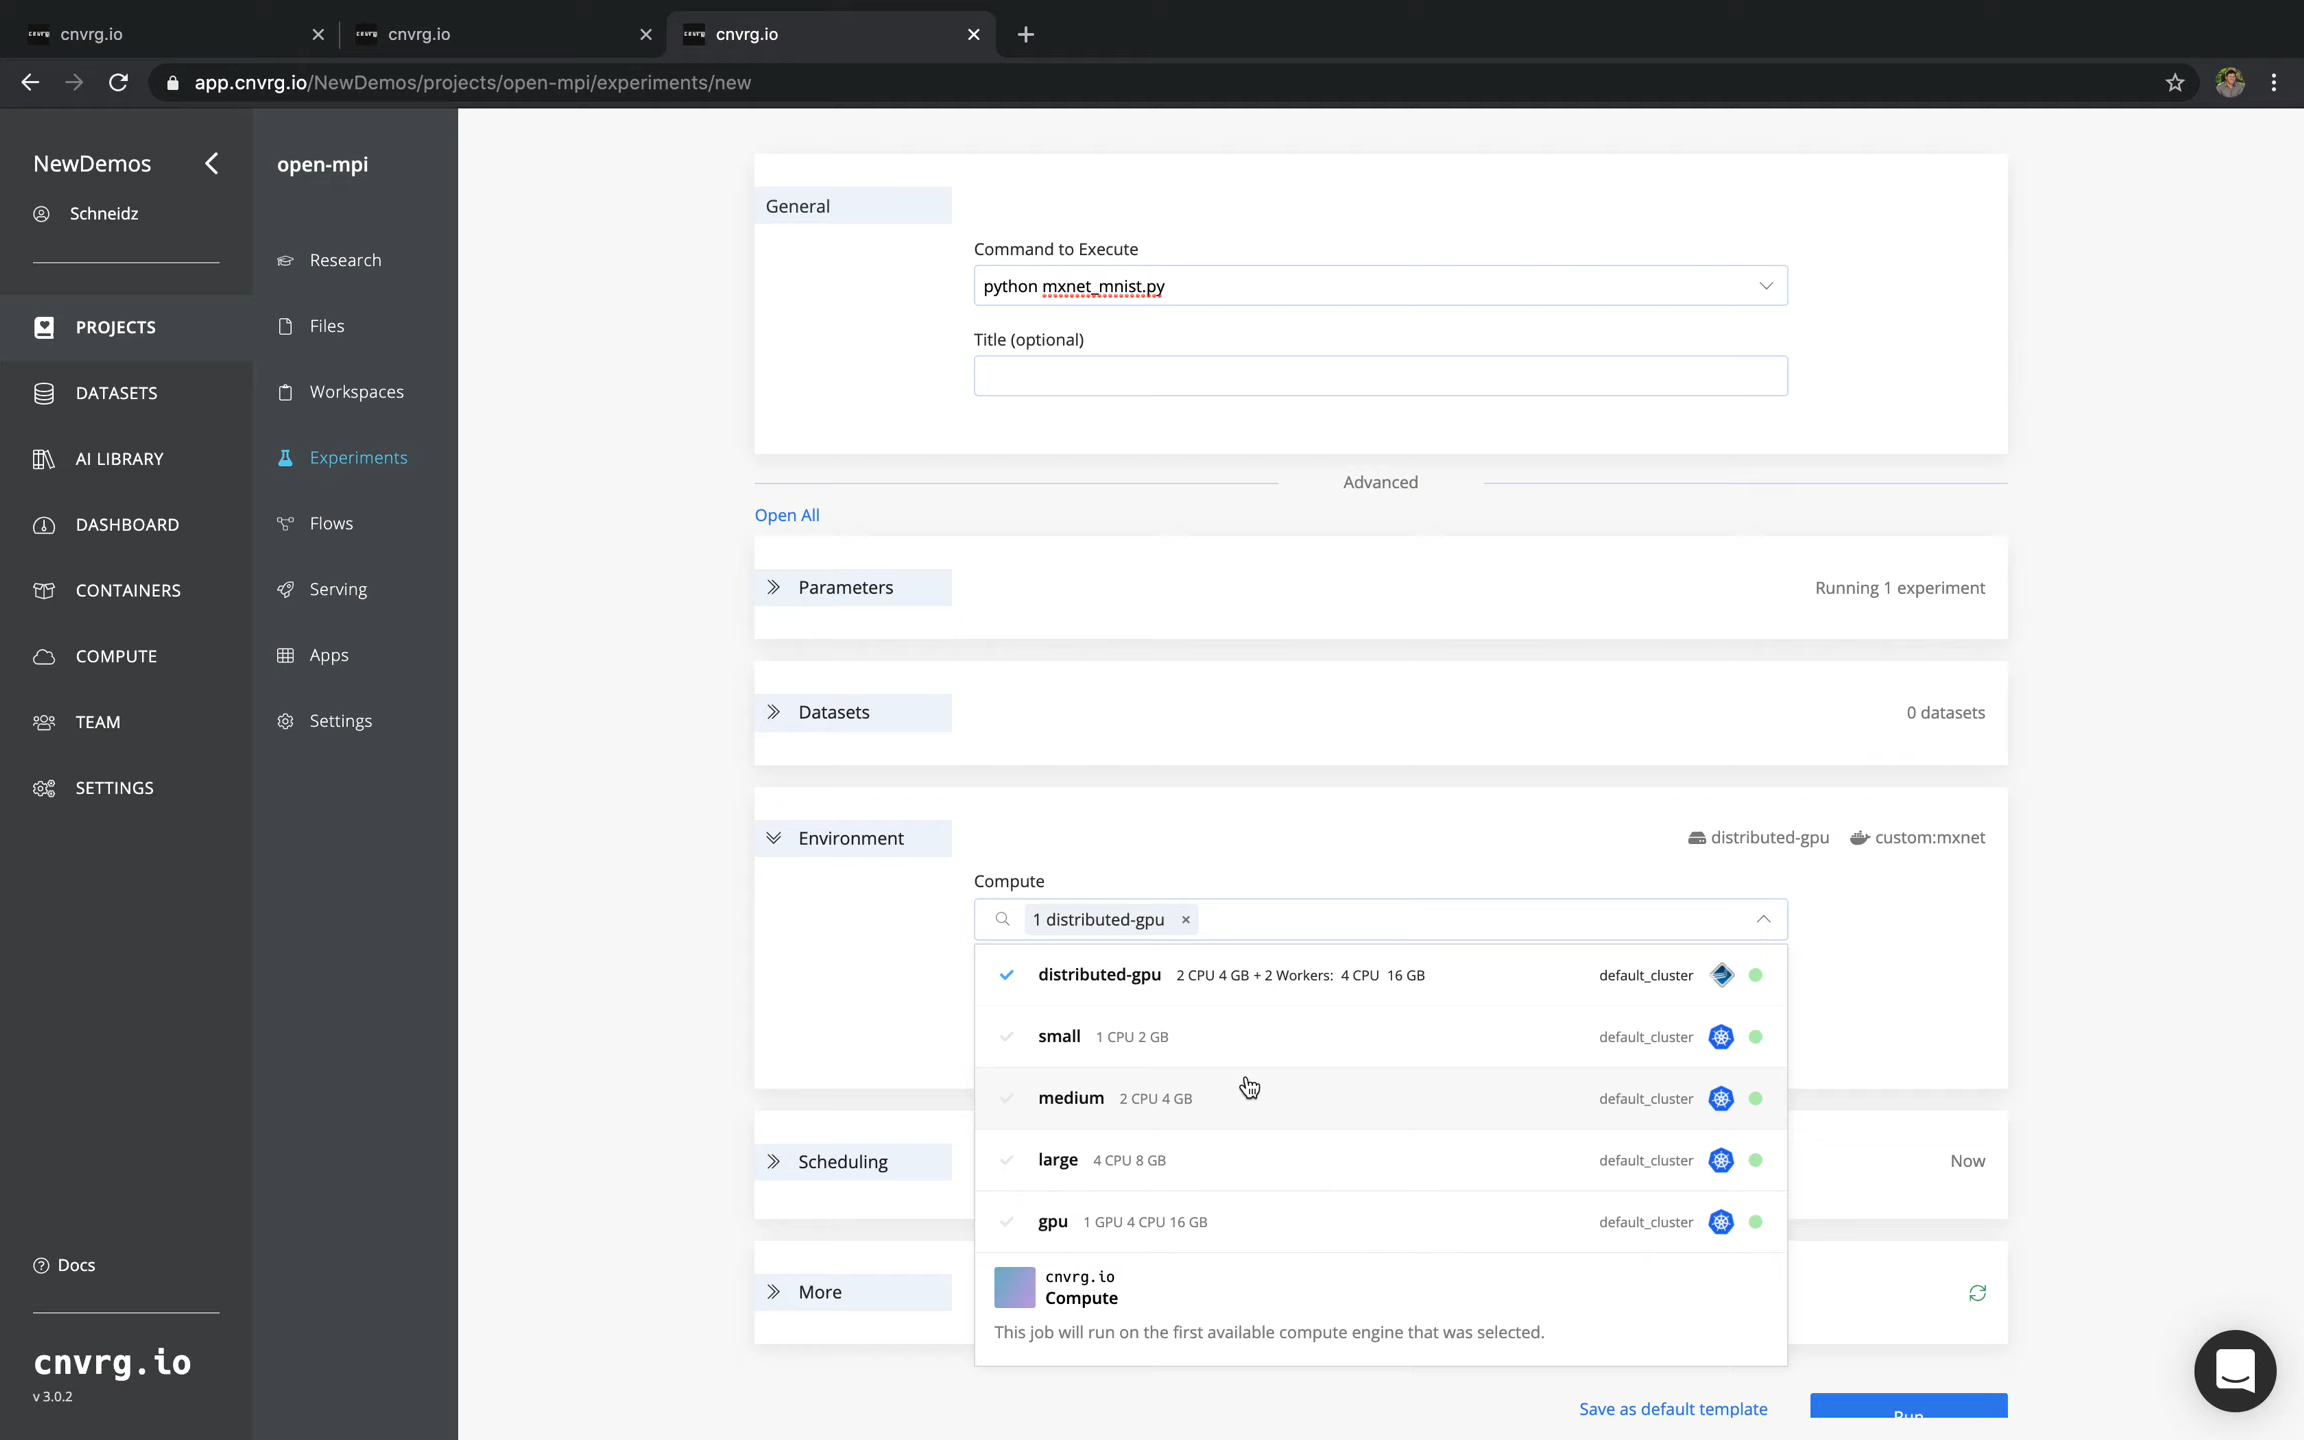 cnvrg.io
cnvrg.io
cnvrg.io
app.cnvrg.io/NewDemos/projects/open-mpi/experiments/new
NewDemos
Schneidz
PROJECTS
DATASETS
AI LIBRARY
DASHBOARD
CONTAINERS
COMPUTE
TEAM
SETTINGS
Docs
cnvrg.io
v 3.0.2
open-mpi
Research
Files
Workspaces
Experiments
Flows
Serving
Apps
Settings
General
Command to Execute
python mxnet_mnist.py
Title (optional)
Advanced
Open All
Parameters
Running 1 experiment
Datasets
0 datasets
Environment
distributed-gpu custom:mxnet
Compute
1 distributed-gpu
distributed-gpu 2 CPU 4 GB + 2 Workers: 4 CPU 16 GB default_cluster
small 1 CPU 2 GB default_cluster
medium 2 CPU 4 GB default_cluster
large 4 CPU 8 GB default_cluster
gpu 1 GPU 4 CPU 16 GB default_cluster
cnvrg.io
Compute
This job will run on the first available compute engine that was selected.
Scheduling
Now
More
Save as default template
Run